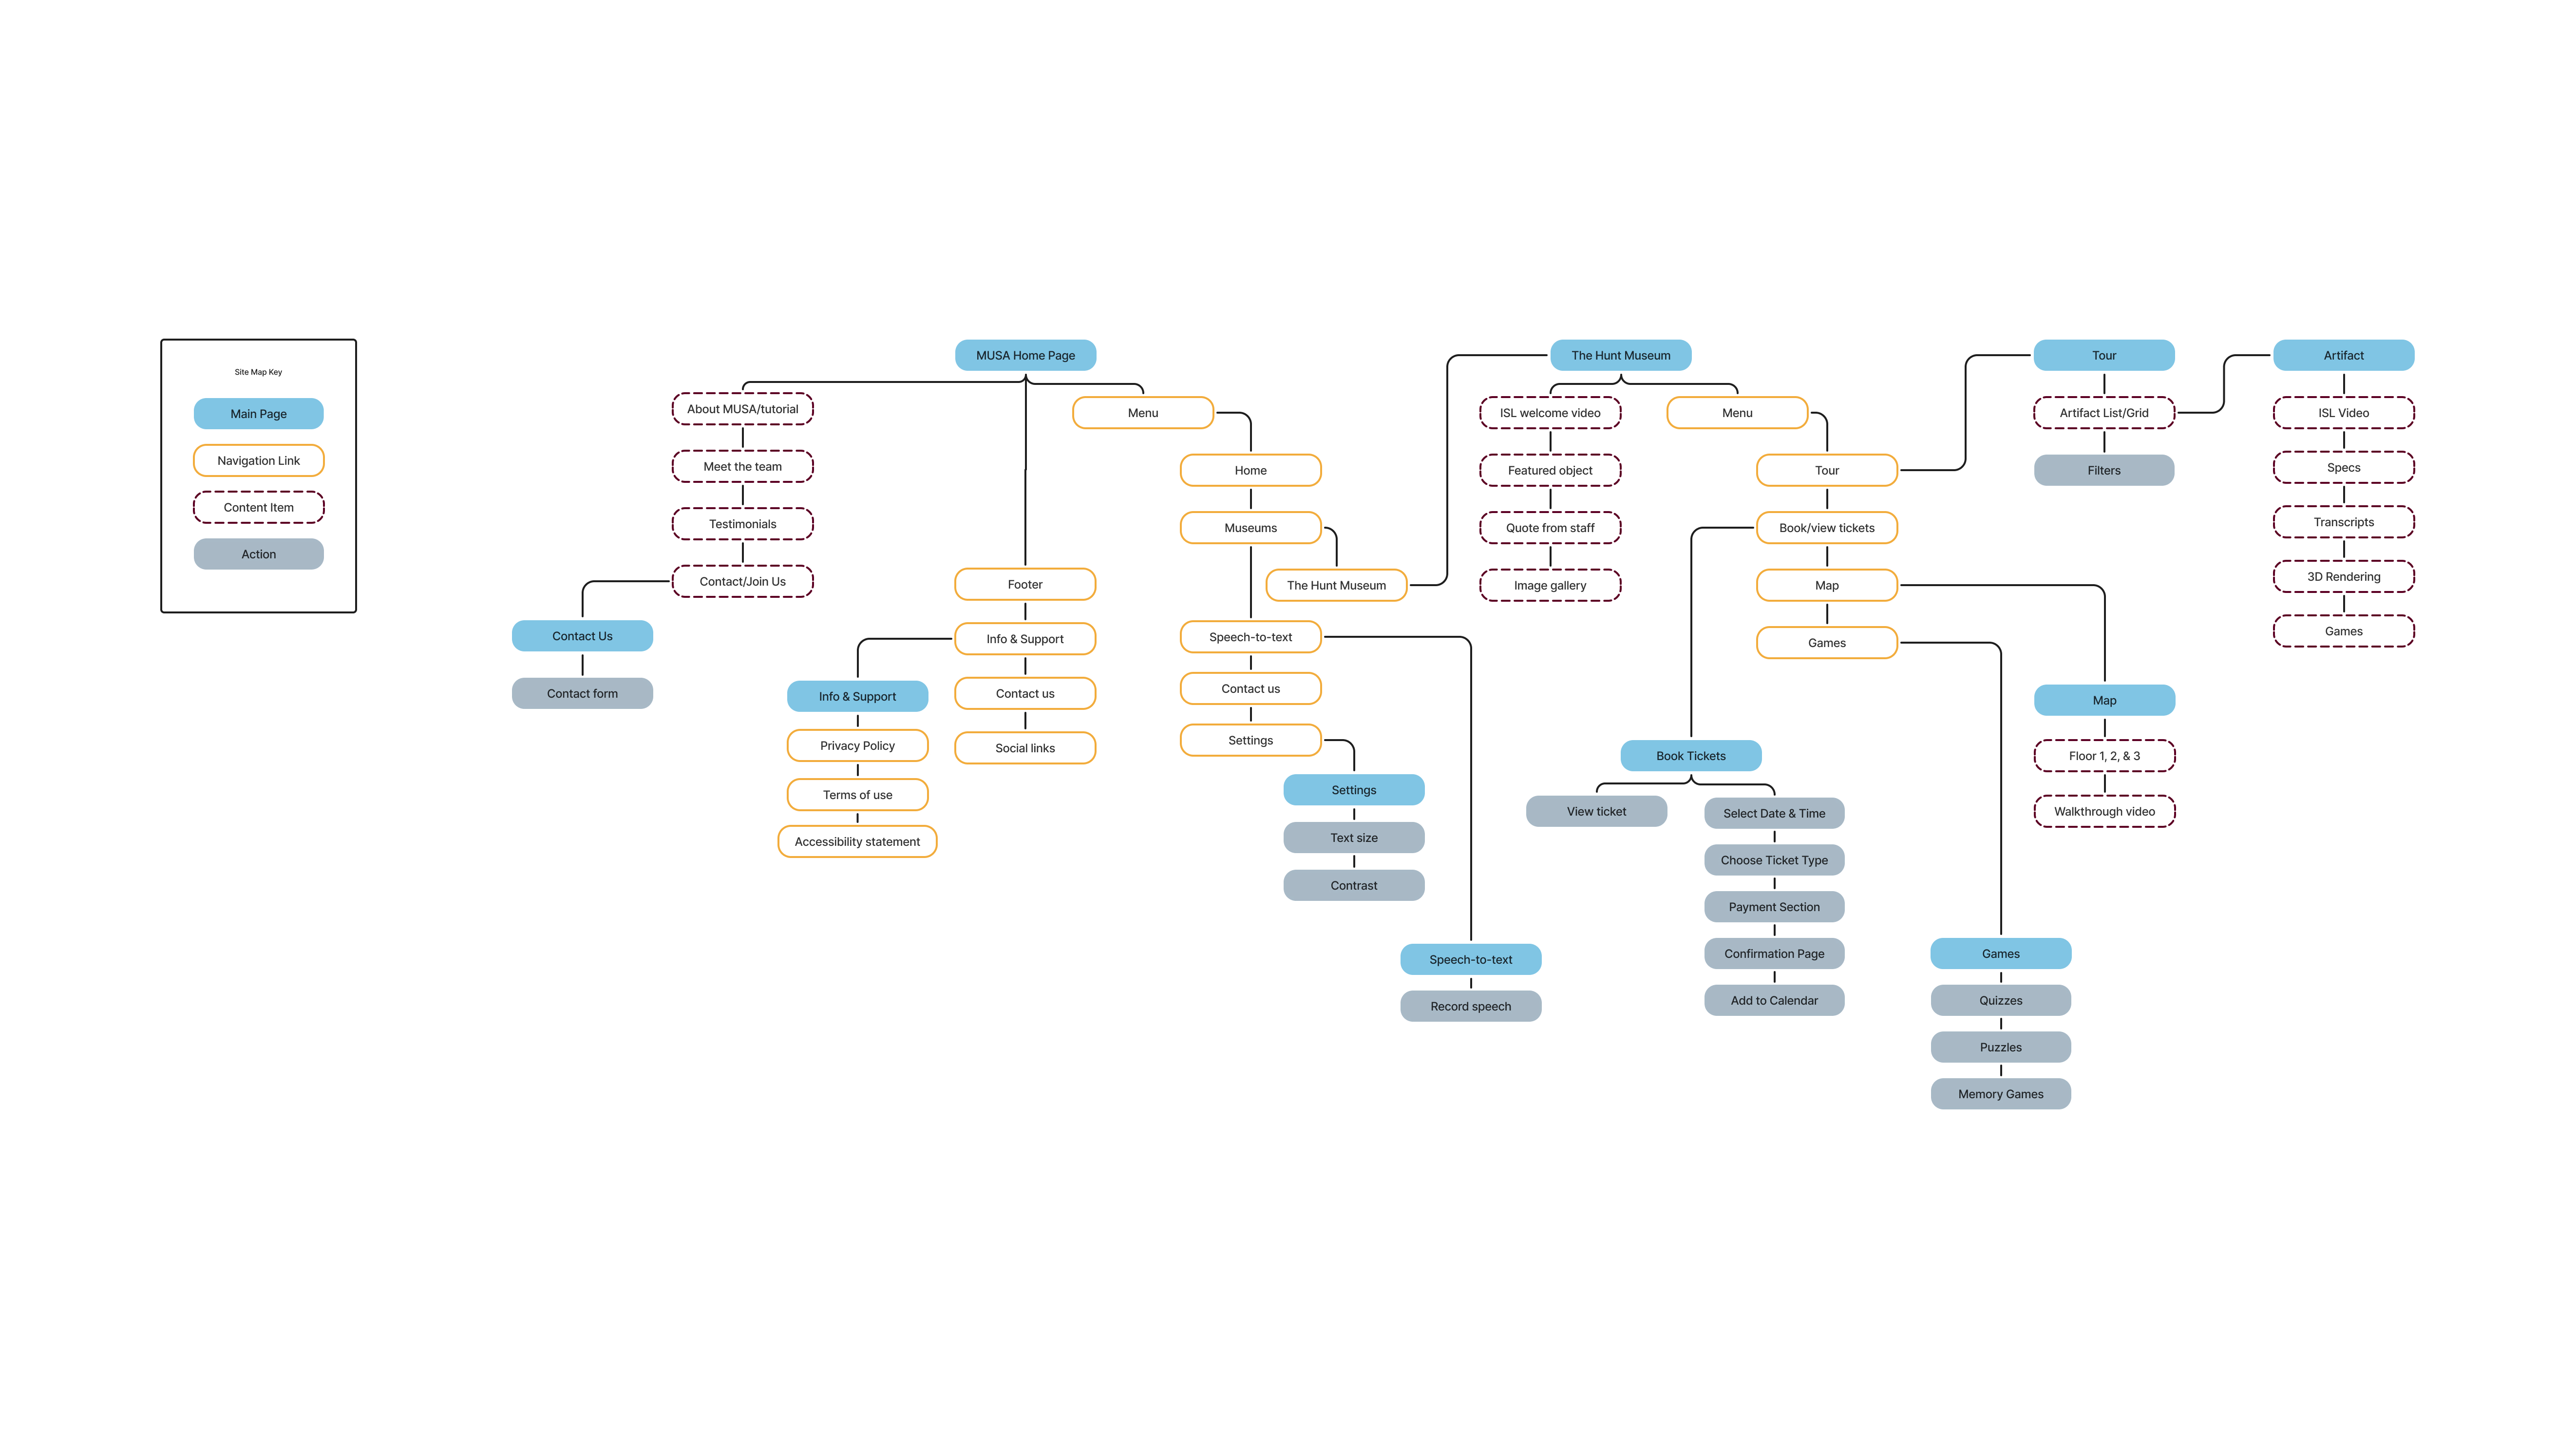 Site Map Key
Main Page
Navigation Link
Content Item
Action
MUSA Home Page
About MUSA/tutorial
Meet the team
Testimonials
Contact/Join Us
Contact Us
Contact form
Footer
Info & Support
Contact us
Social links
Info & Support
Privacy Policy
Terms of use
Accessibility statement
Menu
Home
Museums
The Hunt Museum
Speech-to-text
Contact us
Settings
Settings
Text size
Contrast
Speech-to-text
Record speech
The Hunt Museum
ISL welcome video
Featured object
Quote from staff
Image gallery
Menu
Tour
Book/view tickets
Map
Games
Book Tickets
View ticket
Select Date & Time
Choose Ticket Type
Payment Section
Confirmation Page
Add to Calendar
Tour
Artifact List/Grid
Filters
Map
Floor 1, 2, & 3
Walkthrough video
Games
Quizzes
Puzzles
Memory Games
Artifact
ISL Video
Specs
Transcripts
3D Rendering
Games